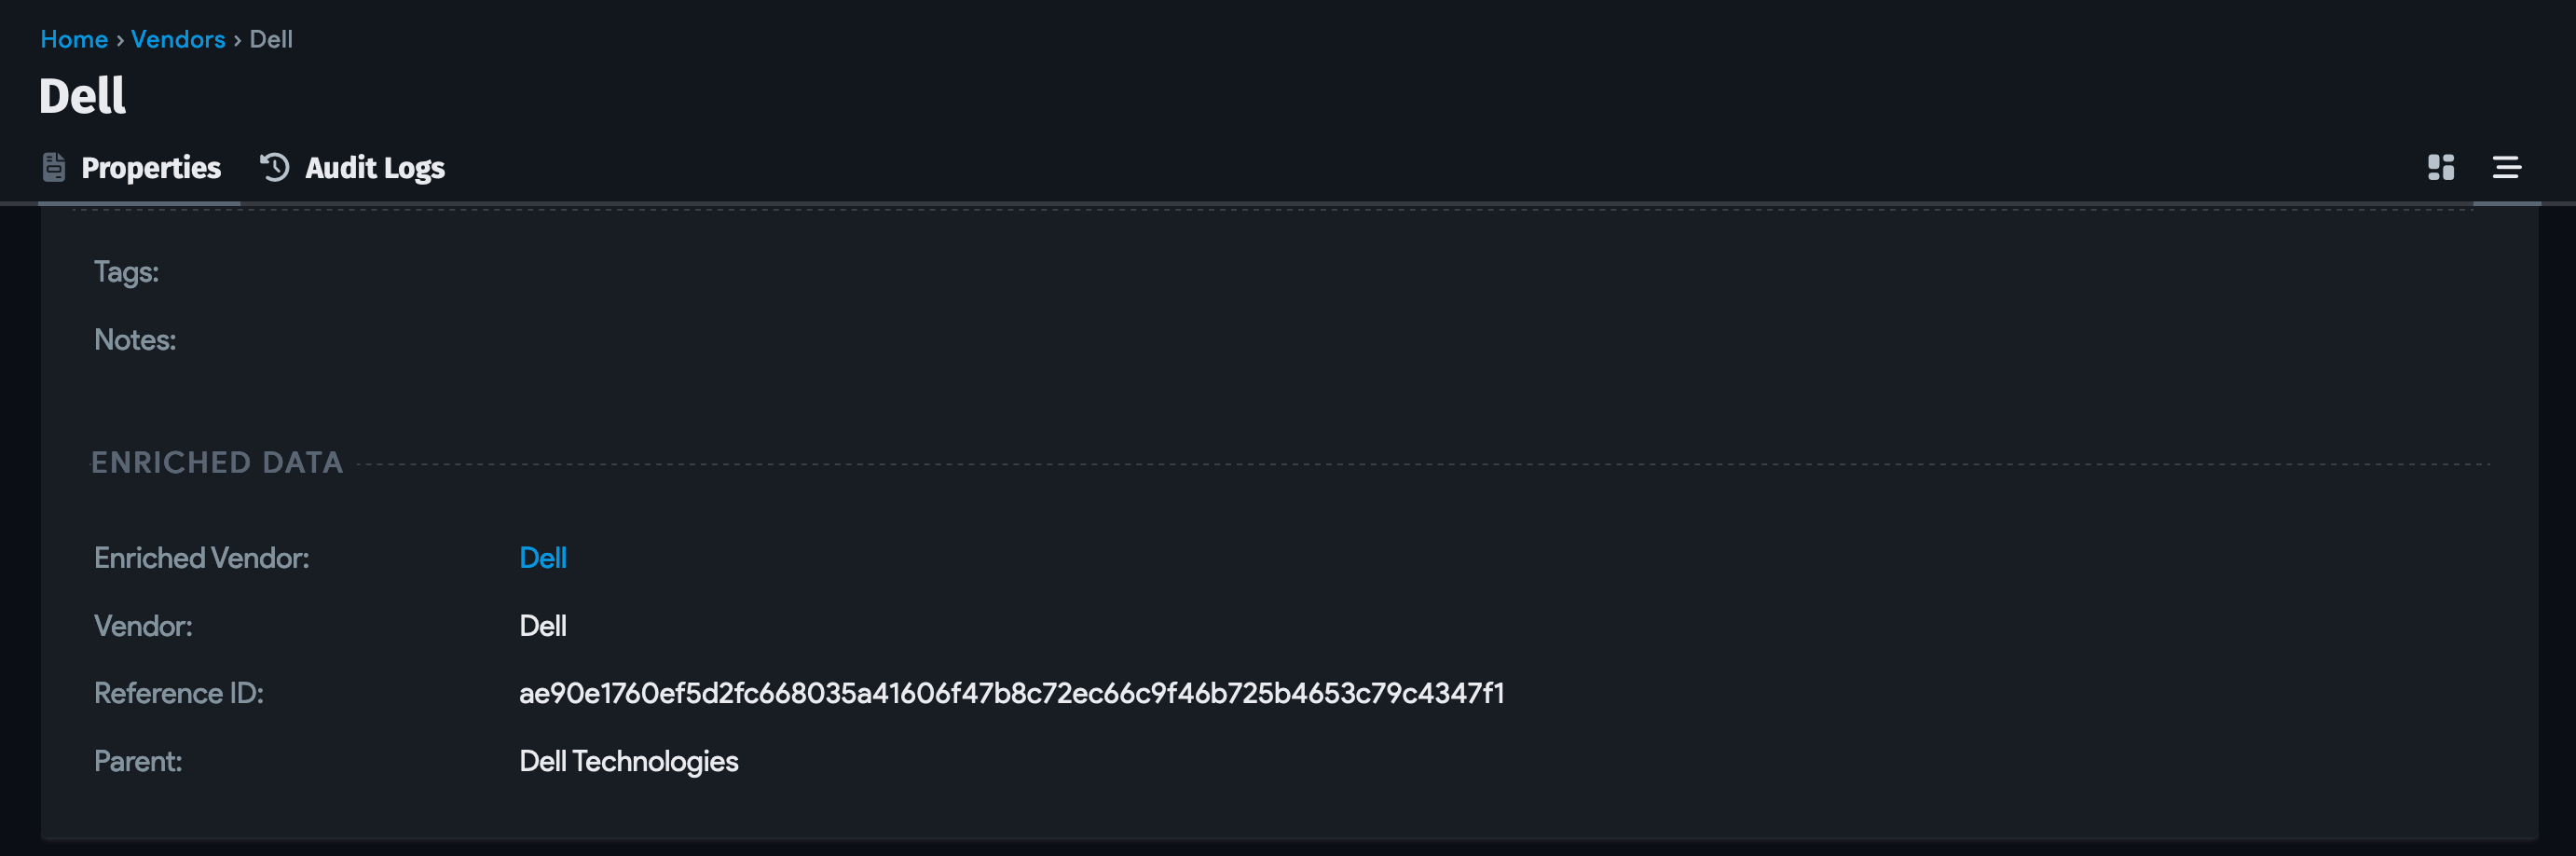 Home › Vendors › Dell
Dell
Properties Audit Logs
Tags:
Notes:
ENRICHED DATA
Enriched Vendor: Dell
Vendor: Dell
Reference ID: ae90e1760ef5d2fc668035a41606f47b8c72ec66c9f46b725b4653c79c4347f1
Parent: Dell Technologies